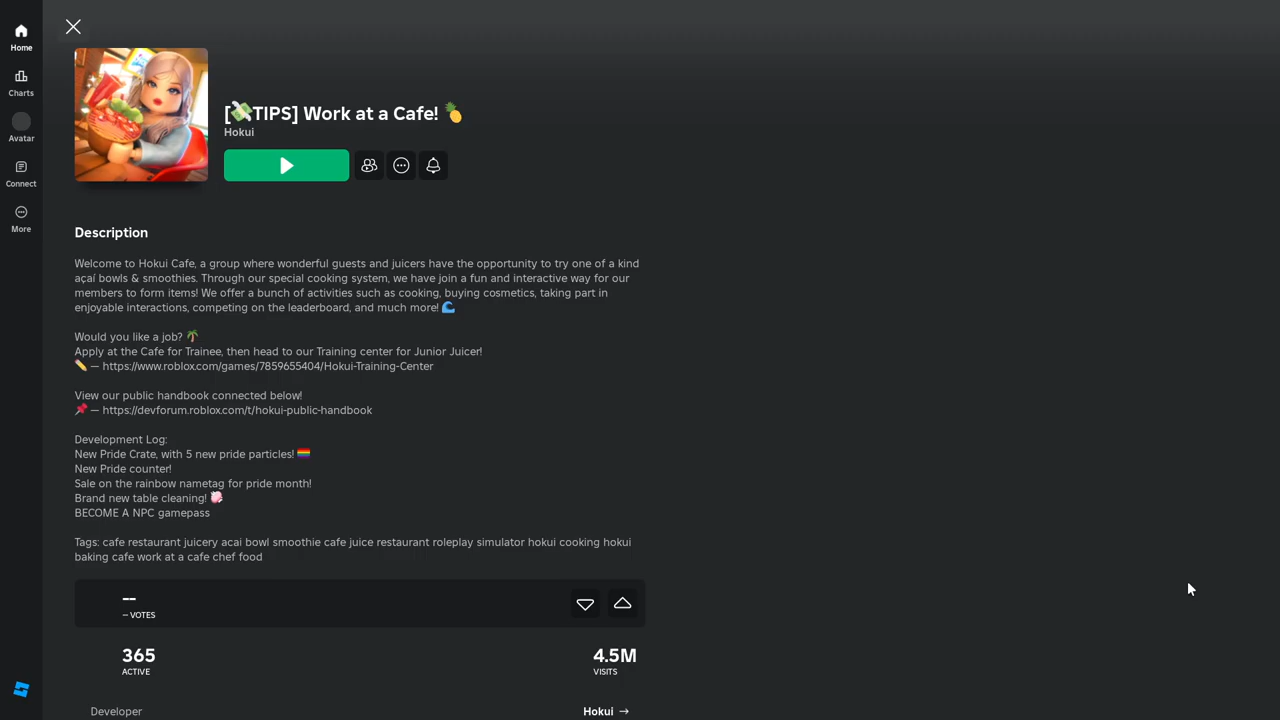 Home
Charts
Avatar
Connect
More
[💸TIPS] Work at a Cafe! 🍍
Hokui
Description
Welcome to Hokui Cafe, a group where wonderful guests and juicers have the opportunity to try one of a kind
açaí bowls & smoothies. Through our special cooking system, we have join a fun and interactive way for our
members to form items! We offer a bunch of activities such as cooking, buying cosmetics, taking part in
enjoyable interactions, competing on the leaderboard, and much more! 🌊
Would you like a job? 🌴
Apply at the Cafe for Trainee, then head to our Training center for Junior Juicer!
✏️ — https://www.roblox.com/games/7859655404/Hokui-Training-Center
View our public handbook connected below!
📌 — https://devforum.roblox.com/t/hokui-public-handbook
Development Log:
New Pride Crate, with 5 new pride particles! 🏳️‍🌈
New Pride counter!
Sale on the rainbow nametag for pride month!
Brand new table cleaning! 🧼
BECOME A NPC gamepass
Tags: cafe restaurant juicery acai bowl smoothie cafe juice restaurant roleplay simulator hokui cooking hokui
baking cafe work at a cafe chef food
--
-- VOTES
365
ACTIVE
4.5M
VISITS
Developer
Hokui →